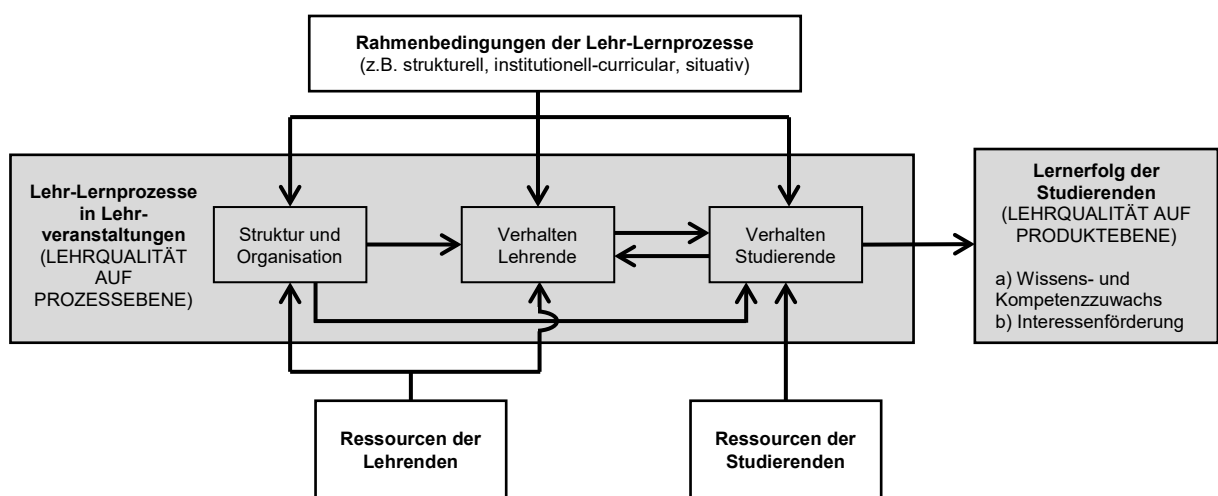 Rahmenbedingungen der Lehr-Lernprozesse
(z.B. strukturell, institutionell-curricular, situativ)
Lehr-Lernprozesse
in Lehr-
veranstaltungen
(LEHRQUALITÄT
AUF
PROZESSEBENE)
Struktur und
Organisation
Verhalten
Lehrende
Verhalten
Studierende
Lernerfolg der
Studierenden
(LEHRQUALITÄT AUF
PRODUKTEBENE)
a) Wissens- und
Kompetenzzuwachs
b) Interessenförderung
Ressourcen der
Lehrenden
Ressourcen der
Studierenden